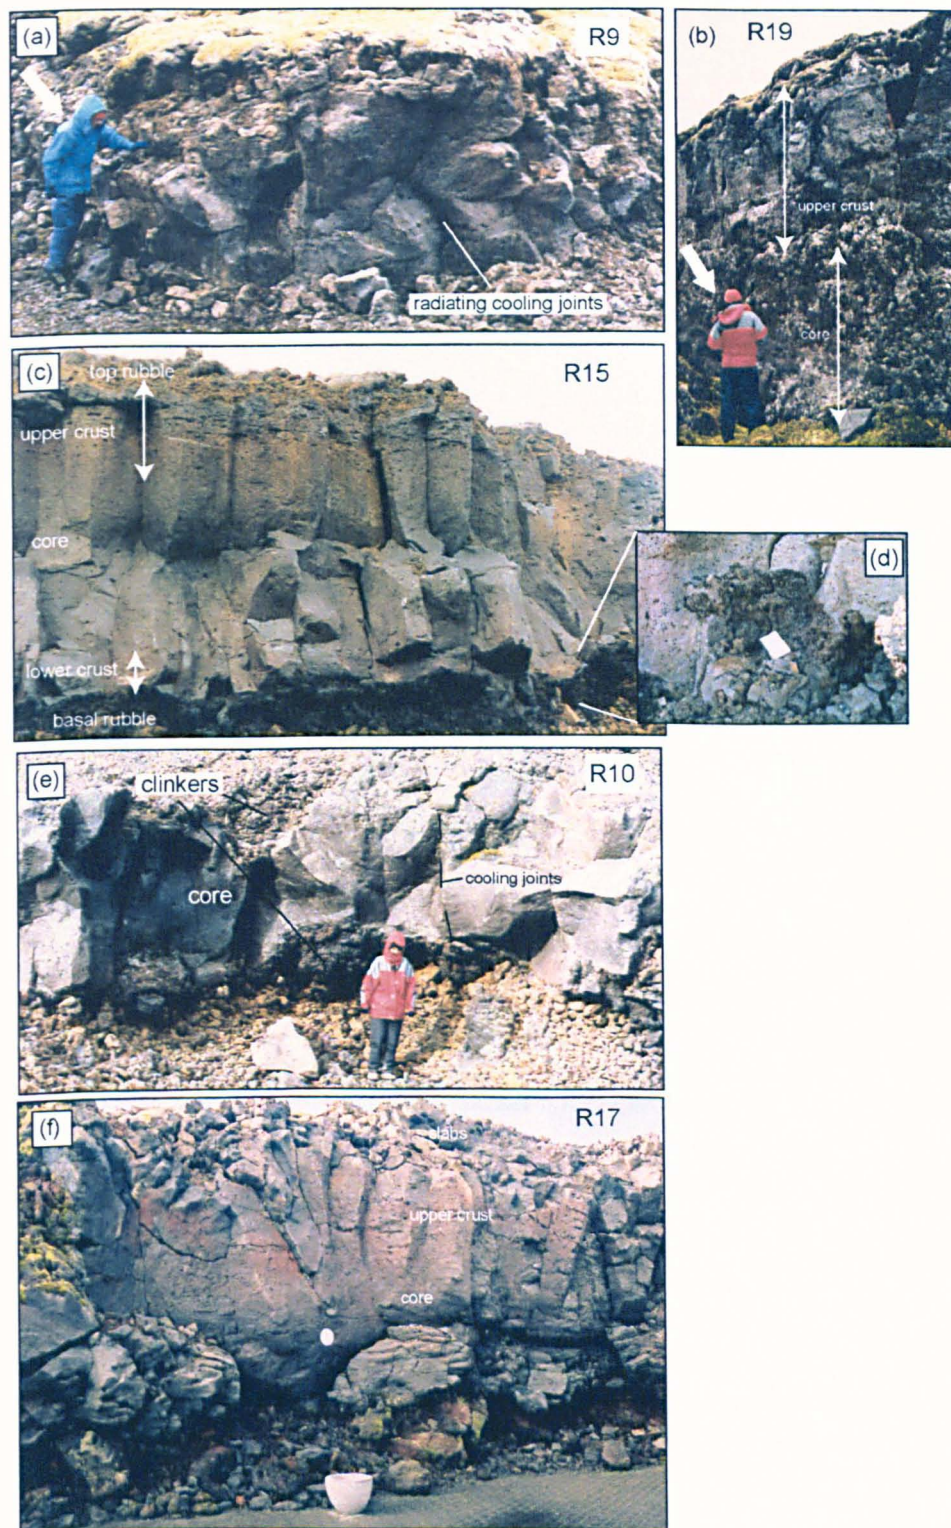 (a)
R9
radiating cooling joints
(b)
R19
upper crust
core
(c)
R15
top rubble
upper crust
core
lower crust
basal rubble
(d)
(e)
R10
clinkers
core
cooling joints
(f)
R17
slabs
upper crust
core